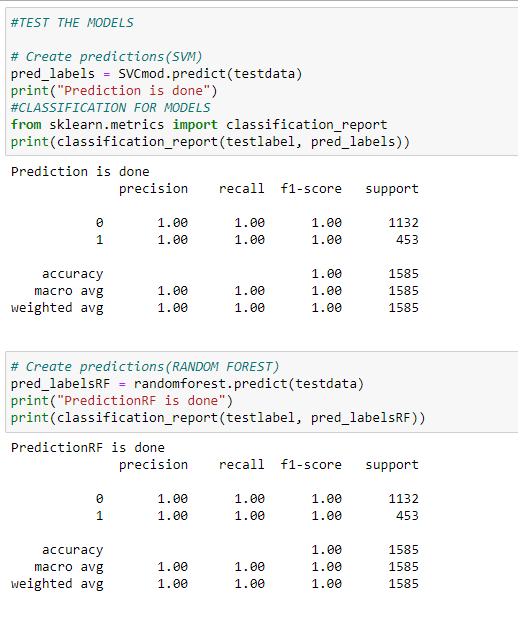 #TEST THE MODELS
# Create predictions(SVM)
pred_labels = SVCmod.predict(testdata)
print("Prediction is done")
#CLASSIFICATION FOR MODELS
from sklearn.metrics import classification_report
print(classification_report(testlabel, pred_labels))
Prediction is done
precision recall f1-score support
0 1.00 1.00 1.00 1132
1 1.00 1.00 1.00 453
accuracy 1.00 1585
macro avg 1.00 1.00 1.00 1585
weighted avg 1.00 1.00 1.00 1585
# Create predictions(RANDOM FOREST)
pred_labelsRF = randomforest.predict(testdata)
print("PredictionRF is done")
print(classification_report(testlabel, pred_labelsRF))
PredictionRF is done
precision recall f1-score support
0 1.00 1.00 1.00 1132
1 1.00 1.00 1.00 453
accuracy 1.00 1585
macro avg 1.00 1.00 1.00 1585
weighted avg 1.00 1.00 1.00 1585